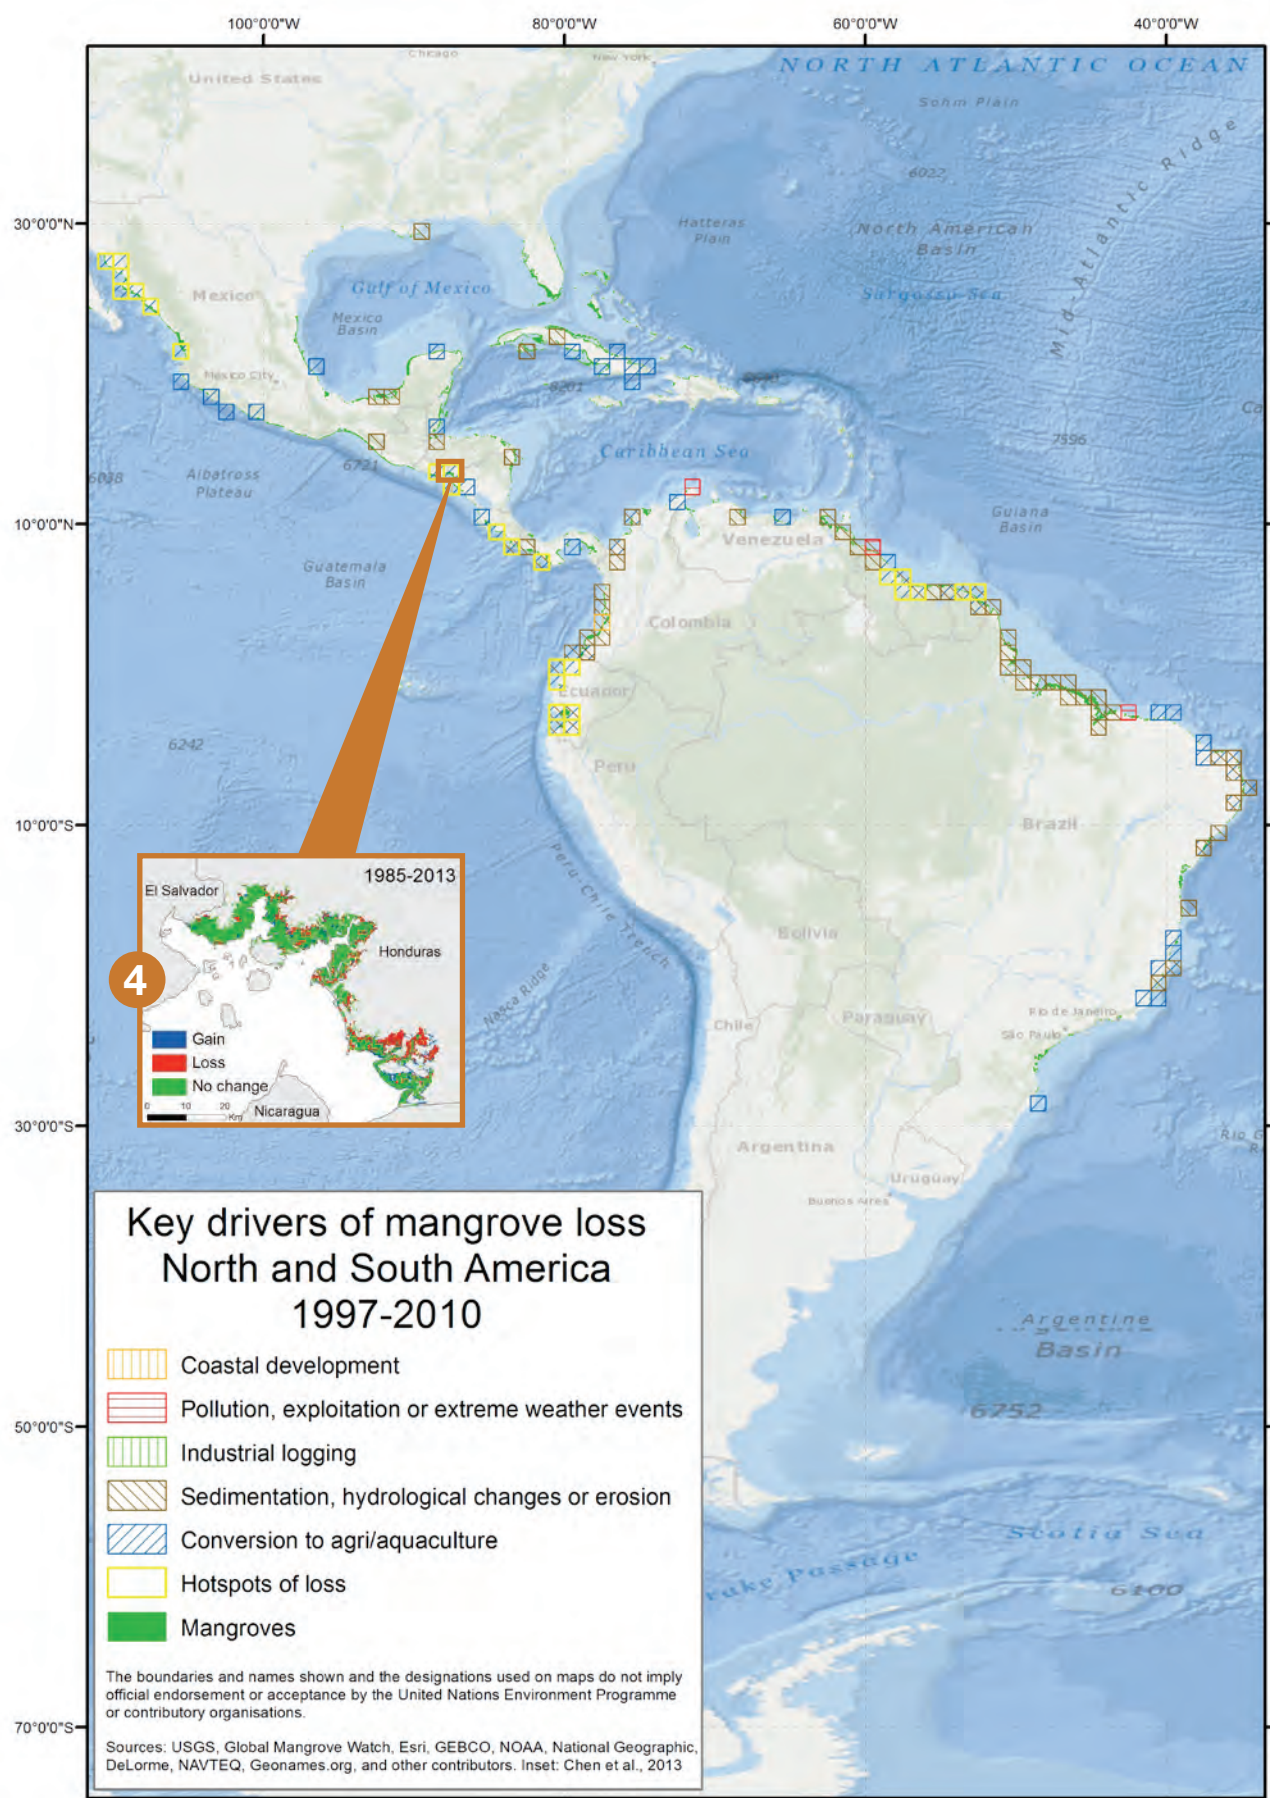 100°0'0"W
80°0'0"W
60°0'0"W
40°0'0"W
Chicago
New York
NORTH ATLANTIC OCEAN
United States
Sohm Plain
Mid-Atlantic Ridge
6022
30°0'0"N
Hatteras
Plain
North American
Basin
Gulf of Mexico
Sargasso Sea
Mexico
Mexico
Basin
Mexico City
9201
Caribbean Sea
7596
6038
Albatross
Plateau
6721
10°0'0"N
Guiana
Basin
Venezuela
Guatemala
Basin
Colombia
Ecuador
6242
Peru
10°0'0"S
Brazil
Peru-Chile Trench
1985-2013
El Salvador
Honduras
4
Gain
Loss
No change
0 10 20
Km
Nicaragua
Bolivia
Nasca Ridge
Rio de Janeiro
Chile
Paraguay
São Paulo
30°0'0"S
Argentina
Uruguay
Buenos Aires
Key drivers of mangrove loss
North and South America
1997-2010
Coastal development
Pollution, exploitation or extreme weather events
Industrial logging
Sedimentation, hydrological changes or erosion
Conversion to agri/aquaculture
Hotspots of loss
Mangroves
Argentine
Basin
6752
50°0'0"S
Scotia Sea
Passage
6100
70°0'0"S
The boundaries and names shown and the designations used on maps do not imply
official endorsement or acceptance by the United Nations Environment Programme
or contributory organisations.
Sources: USGS, Global Mangrove Watch, Esri, GEBCO, NOAA, National Geographic,
DeLorme, NAVTEQ, Geonames.org, and other contributors. Inset: Chen et al., 2013